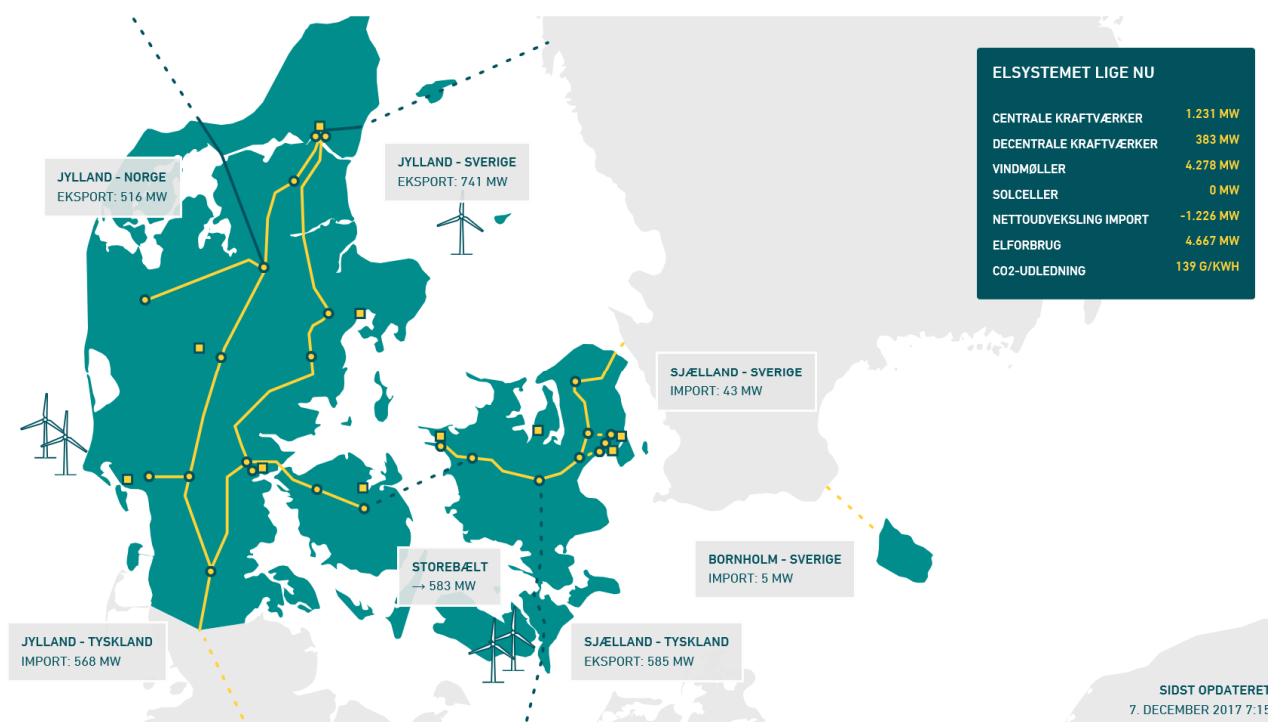 ELSYSTEMET LIGE NU
CENTRALE KRAFTVÆRKER 1.231 MW
DECENTRALE KRAFTVÆRKER 383 MW
VINDMØLLER 4.278 MW
SOLCELLER 0 MW
NETTOUDVEKSLING IMPORT -1.226 MW
ELFORBRUG 4.667 MW
CO2-UDLEDNING 139 G/KWH
JYLLAND - NORGE
EKSPORT: 516 MW
JYLLAND - SVERIGE
EKSPORT: 741 MW
SJÆLLAND - SVERIGE
IMPORT: 43 MW
STOREBÆLT
→ 583 MW
BORNHOLM - SVERIGE
IMPORT: 5 MW
JYLLAND - TYSKLAND
IMPORT: 568 MW
SJÆLLAND - TYSKLAND
EKSPORT: 585 MW
SIDST OPDATERET
7. DECEMBER 2017 7:15